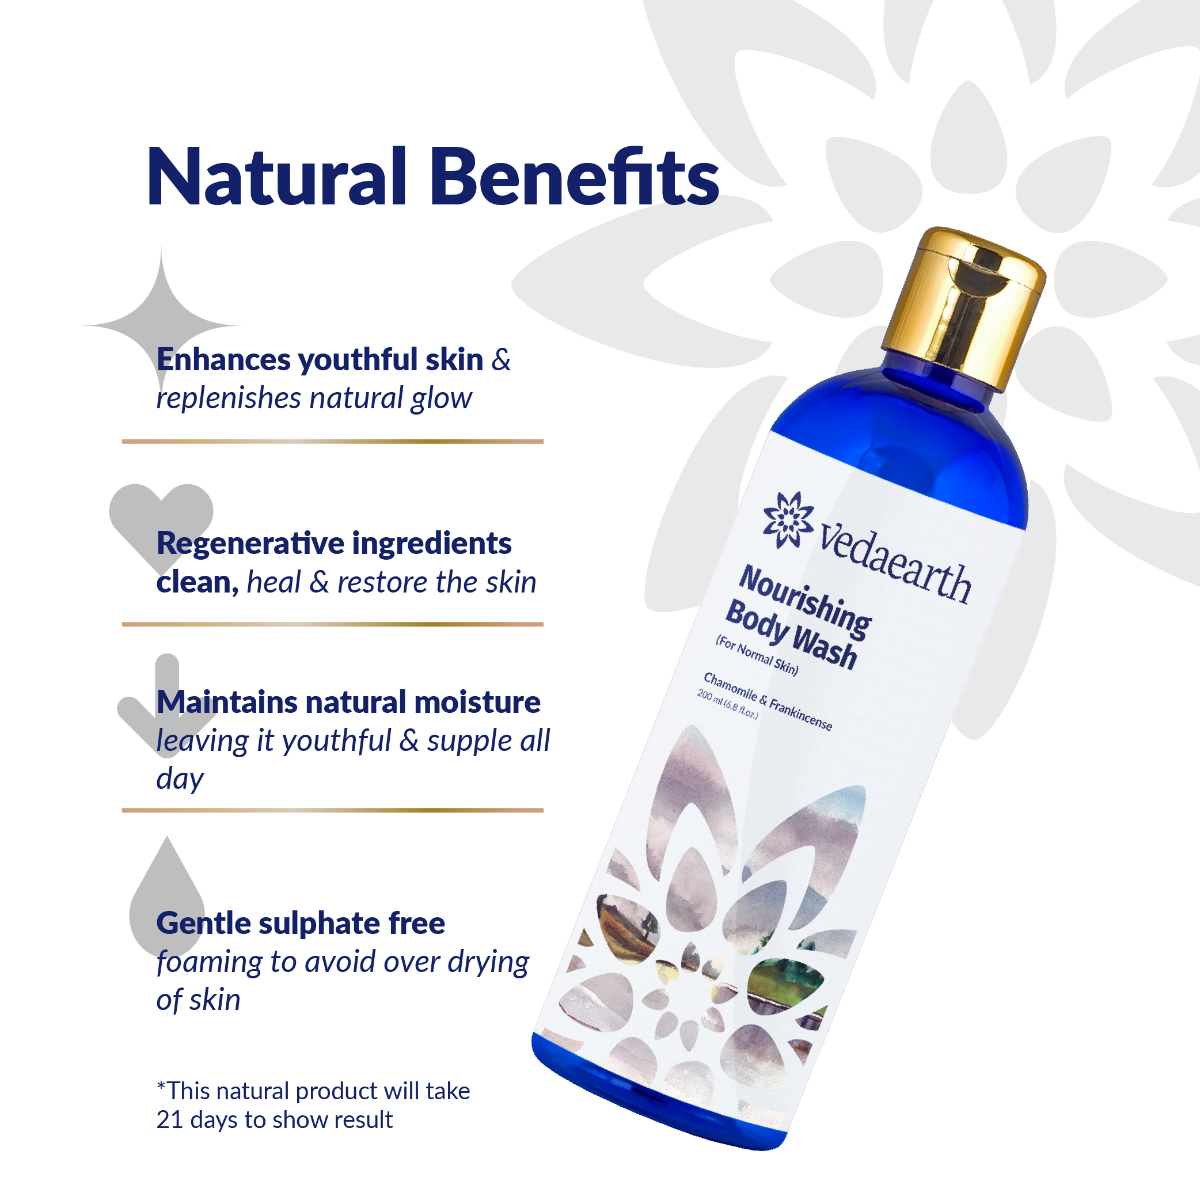 Natural Benefits
Enhances youthful skin &
replenishes natural glow
Regenerative ingredients
clean, heal & restore the skin
Maintains natural moisture
leaving it youthful & supple all
day
Gentle sulphate free
foaming to avoid over drying
of skin
*This natural product will take
21 days to show result
vedaearth
Nourishing
Body Wash
(For Normal Skin)
Chamomile & Frankincense
200 ml (6.8 fl.oz.)